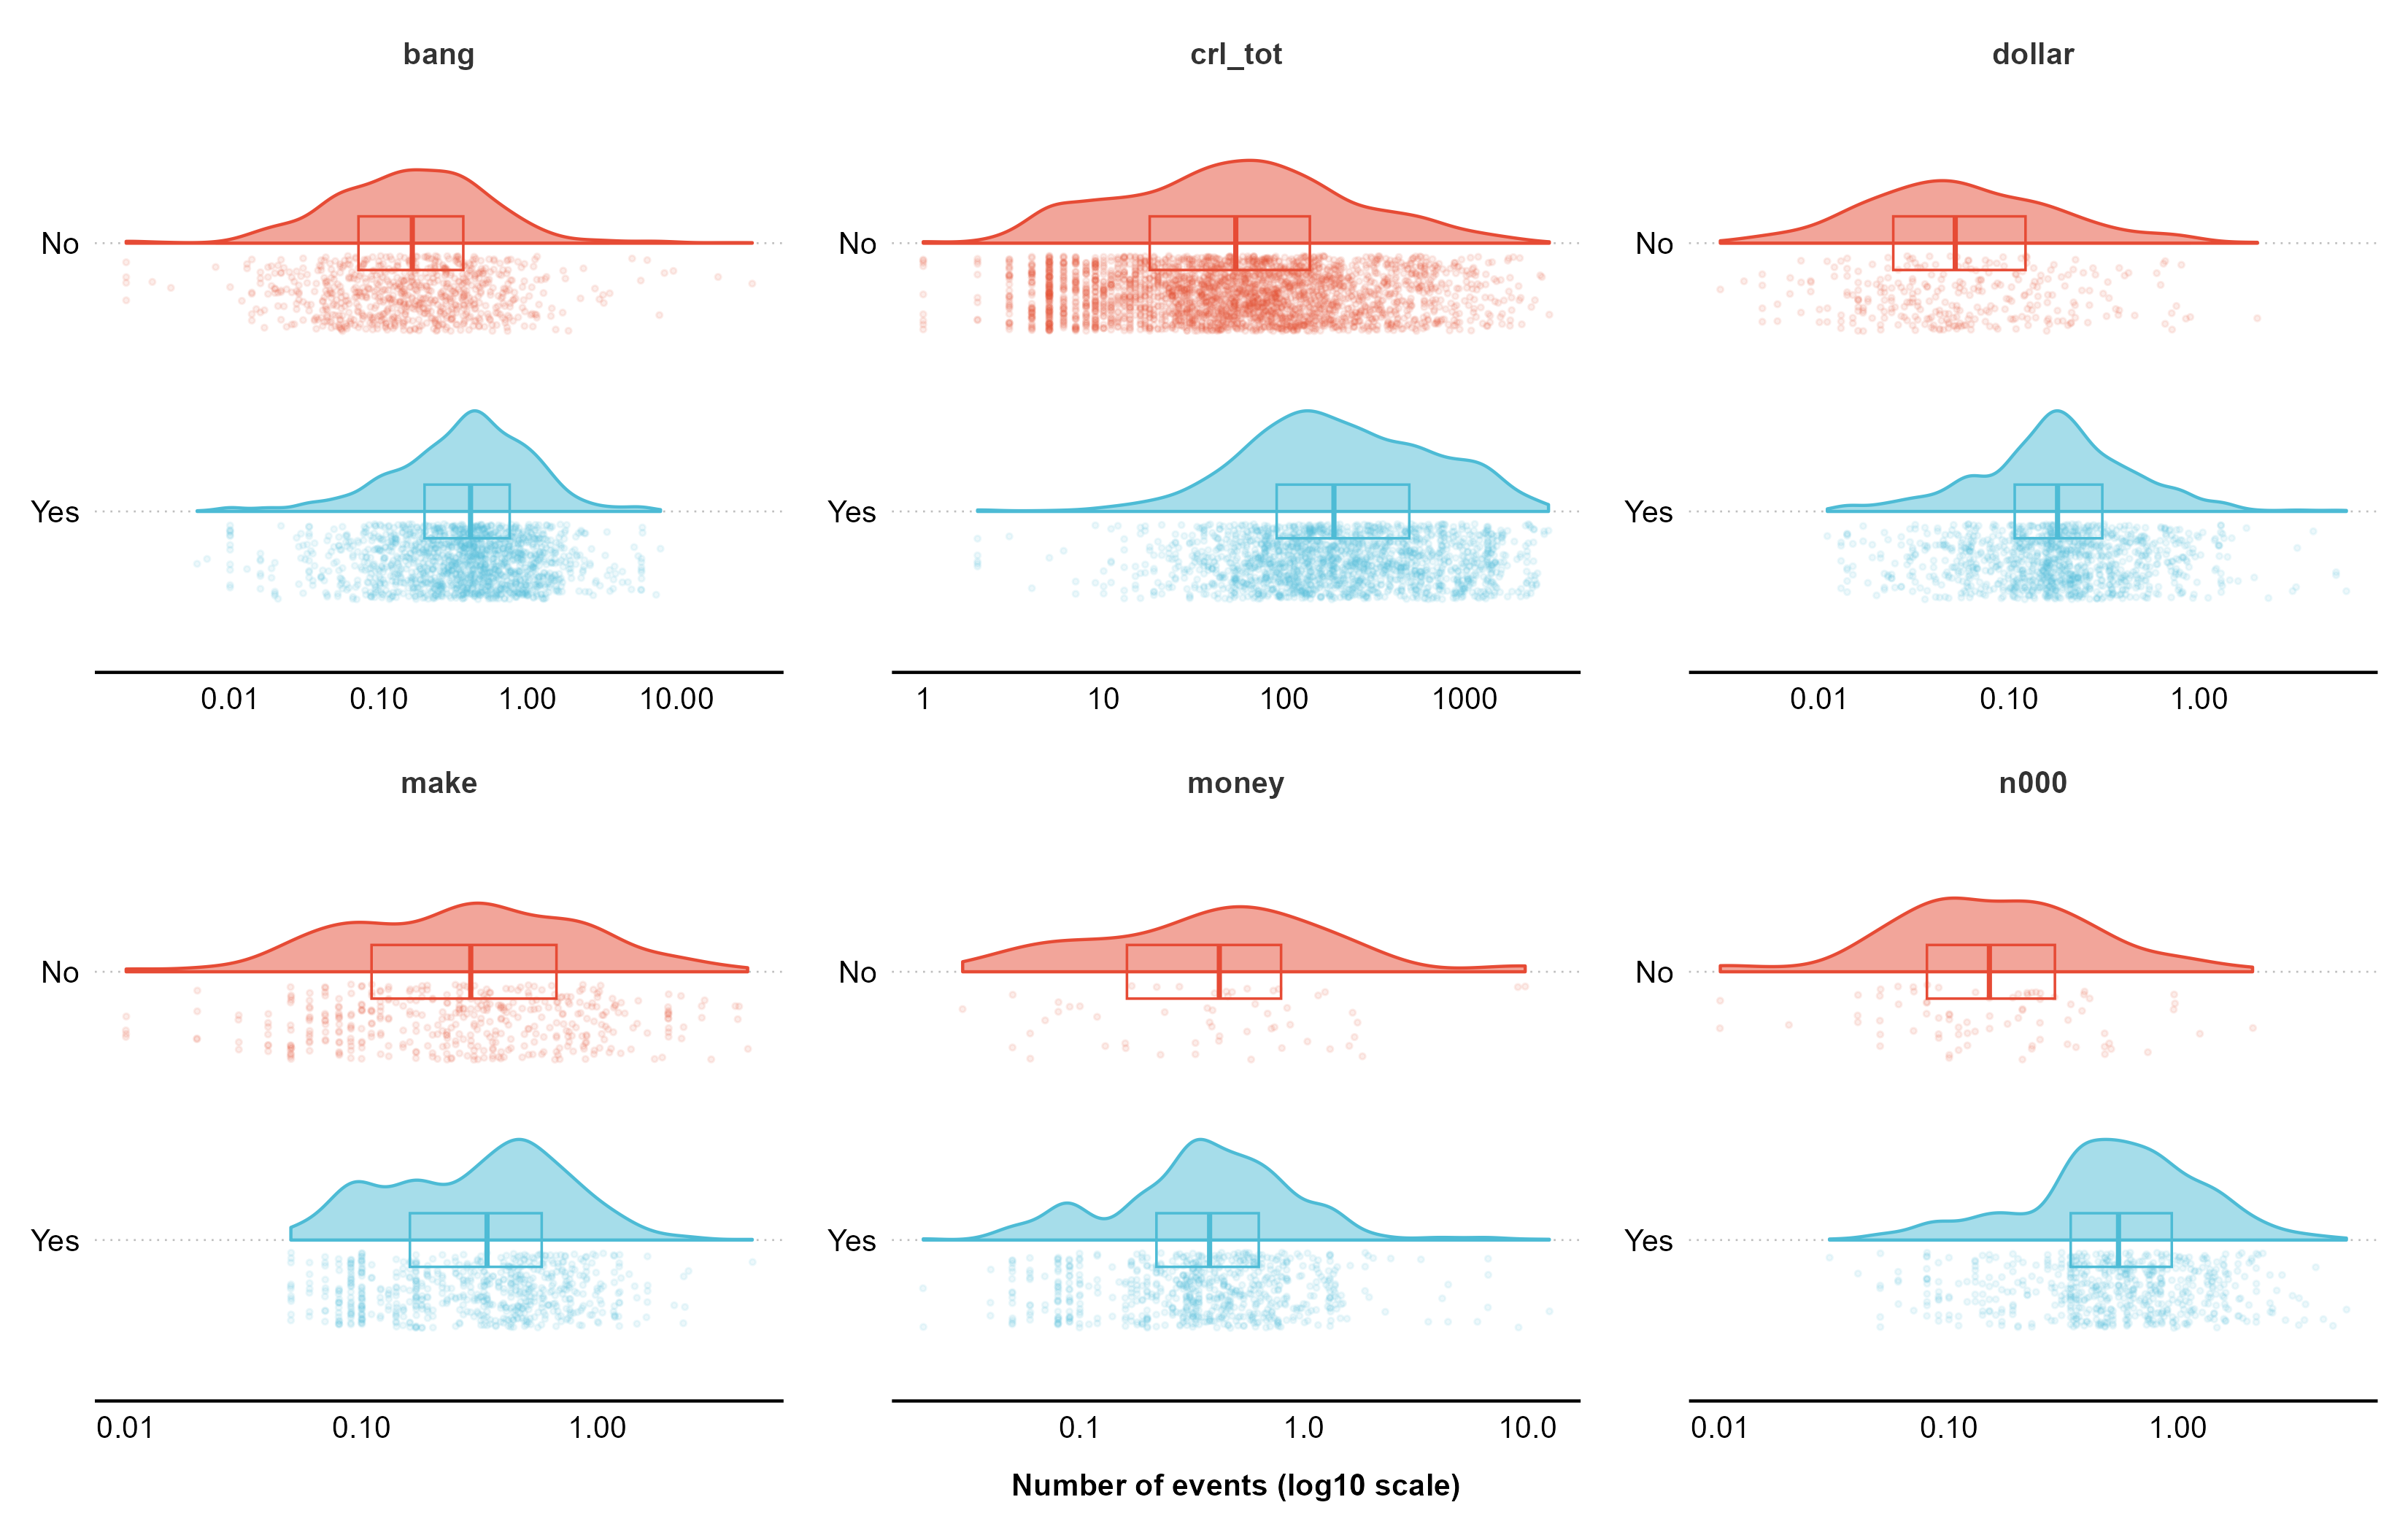 bang crl_tot dollar
No No No
Yes Yes Yes
0.01 0.10 1.00 10.00 1 10 100 1000 0.01 0.10 1.00
make money n000
No No No
Yes Yes Yes
0.01 0.10 1.00 0.1 1.0 10.0 0.01 0.10 1.00
Number of events (log10 scale)